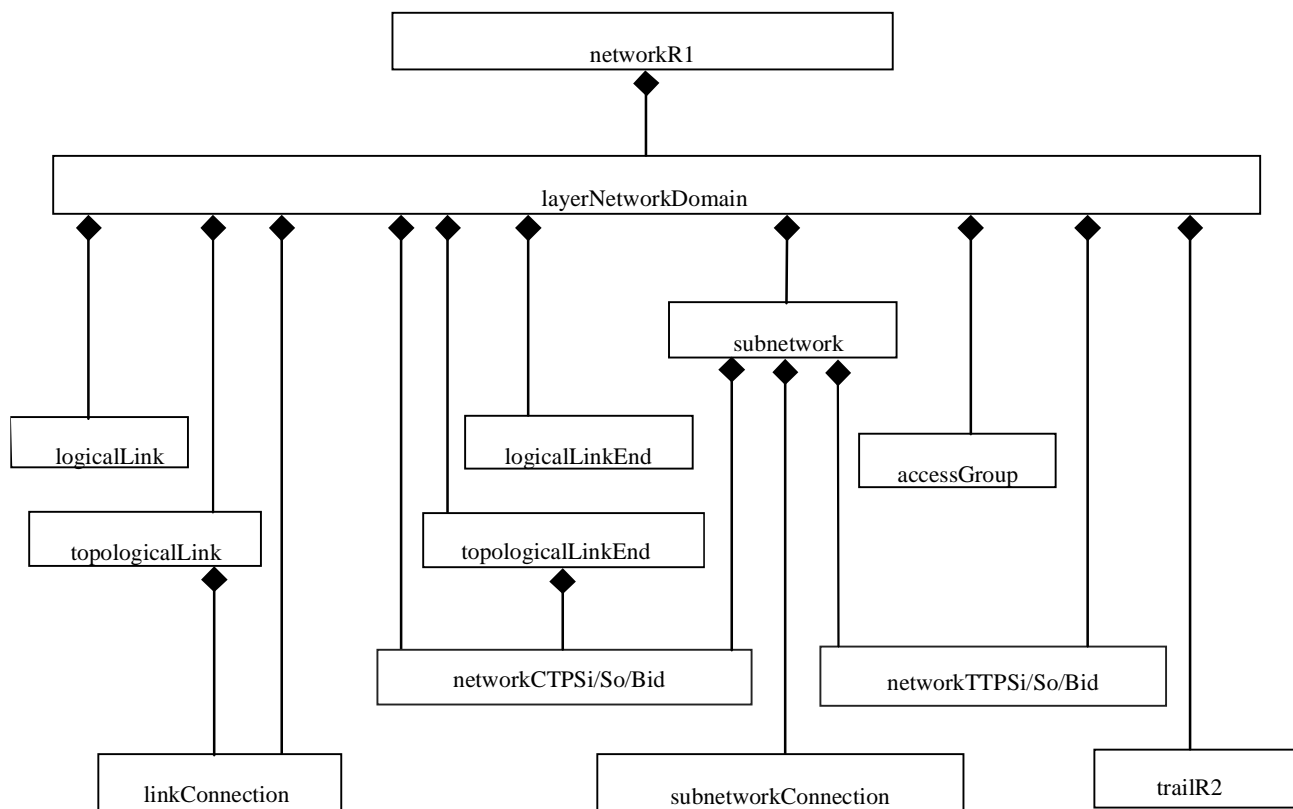 networkR1
layerNetworkDomain
subnetwork
logicalLink
logicalLinkEnd
accessGroup
topologicalLink
topologicalLinkEnd
networkCTPSi/So/Bid
networkTTPSi/So/Bid
linkConnection
subnetworkConnection
trailR2